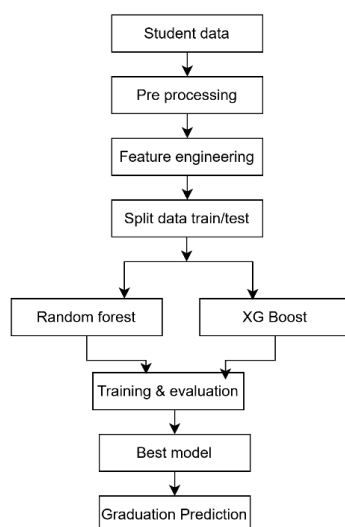 Student data
Pre processing
Feature engineering
Split data train/test
Random forest
XG Boost
Training & evaluation
Best model
Graduation Prediction